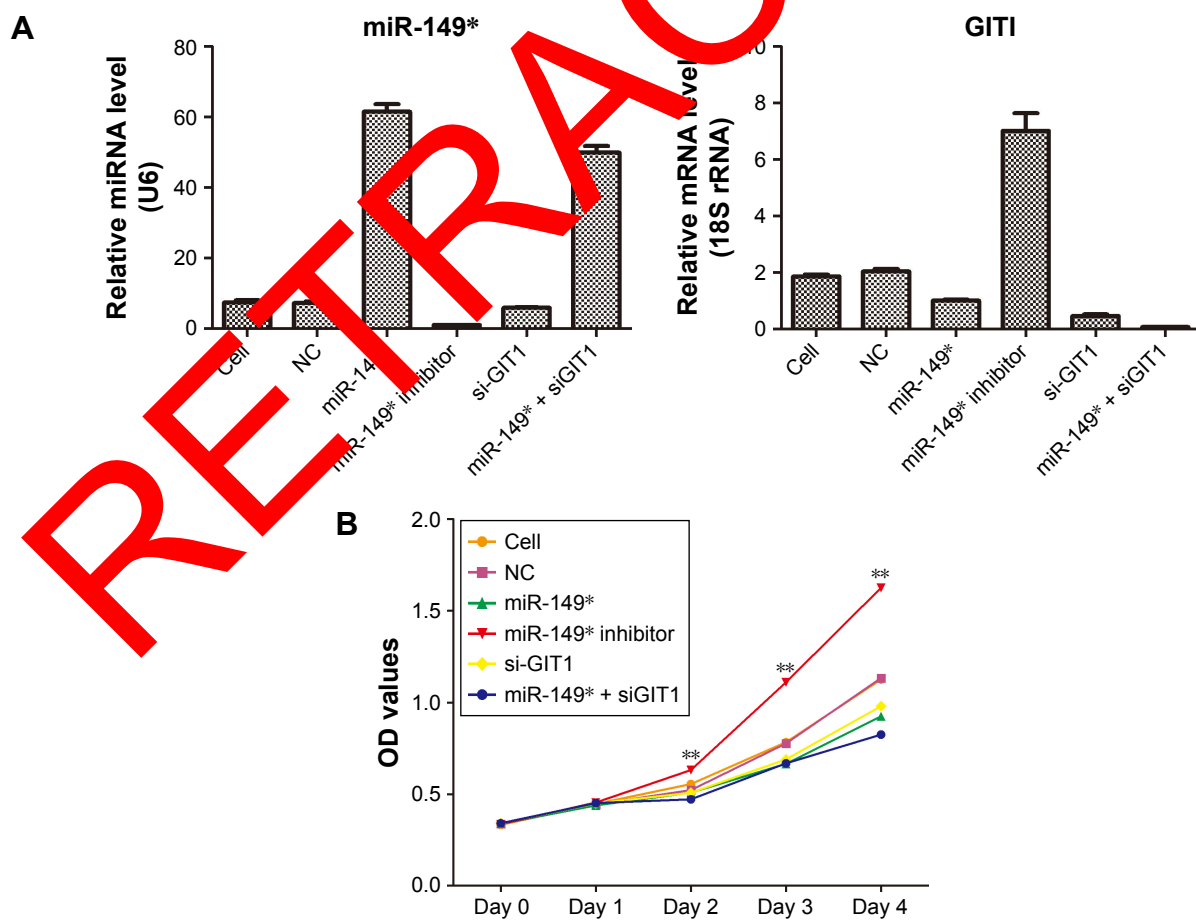 A
miR-149*
GITI
Relative miRNA level
(U6)
80
60
40
20
0
Cell
NC
miR-14
miR-149* inhibitor
si-GIT1
miR-149* + siGIT1
Relative mRNA level
(18S rRNA)
10
8
6
4
2
0
Cell
NC
miR-149*
miR-149* inhibitor
si-GIT1
miR-149* + siGIT1
RETRAC
B
OD values
2.0
1.5
1.0
0.5
0.0
Cell
NC
miR-149*
miR-149* inhibitor
si-GIT1
miR-149* + siGIT1
**
**
**
Day 0
Day 1
Day 2
Day 3
Day 4